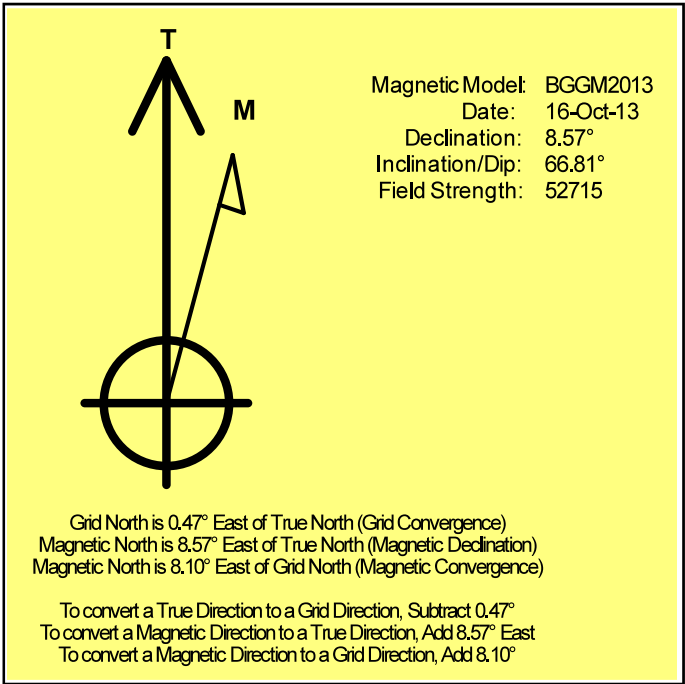 T
M
Magnetic Model: BGGM2013
Date: 16-Oct-13
Declination: 8.57°
Inclination/Dip: 66.81°
Field Strength: 52715
Grid North is 0.47° East of True North (Grid Convergence)
Magnetic North is 8.57° East of True North (Magnetic Declination)
Magnetic North is 8.10° East of Grid North (Magnetic Convergence)
To convert a True Direction to a Grid Direction, Subtract 0.47°
To convert a Magnetic Direction to a True Direction, Add 8.57° East
To convert a Magnetic Direction to a Grid Direction, Add 8.10°